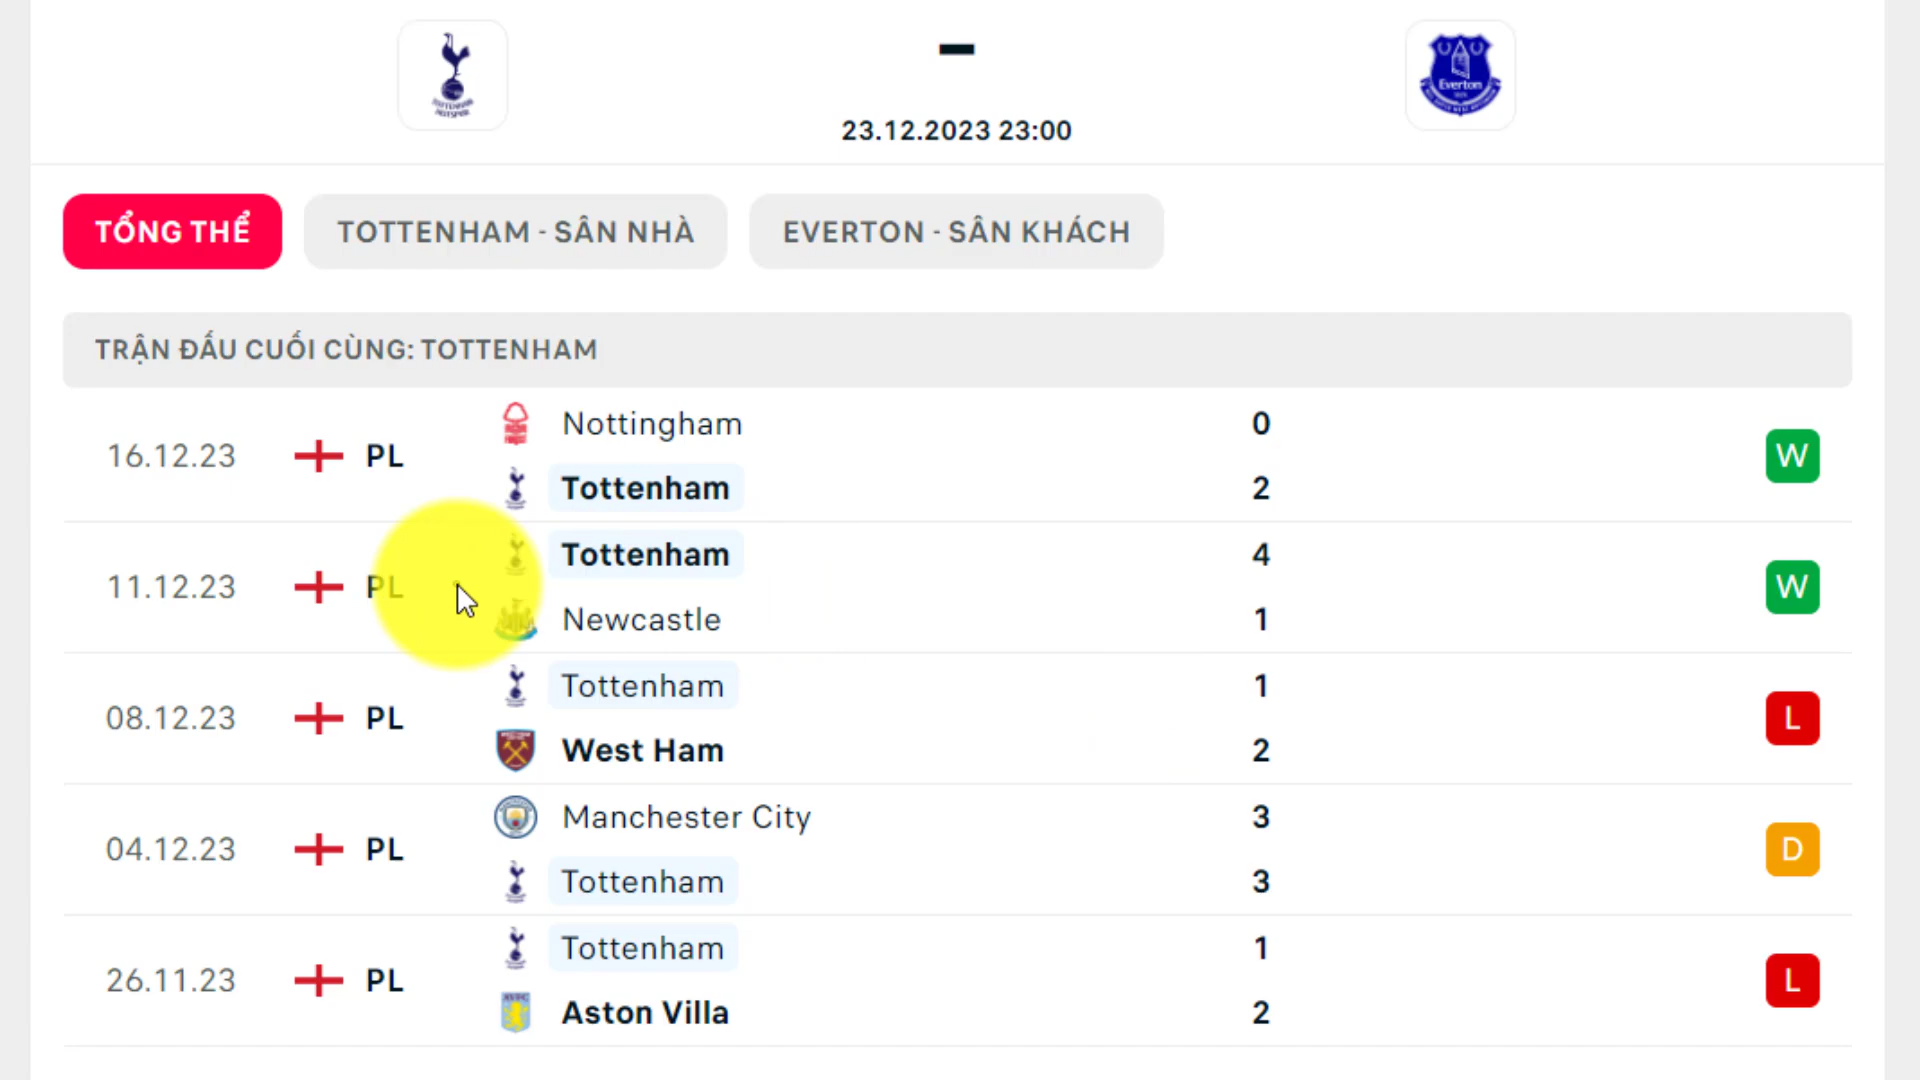 TOTTENHAM
HOTSPUR
Everton
–
23.12.2023 23:00
TỔNG THỂ
TOTTENHAM - SÂN NHÀ
EVERTON - SÂN KHÁCH
TRẬN ĐẤU CUỐI CÙNG: TOTTENHAM
16.12.23 PL Nottingham 0 W
Tottenham 2
11.12.23 PL Tottenham 4 W
Newcastle 1
08.12.23 PL Tottenham 1 L
West Ham 2
04.12.23 PL Manchester City 3 D
Tottenham 3
26.11.23 PL Tottenham 1 L
Aston Villa 2